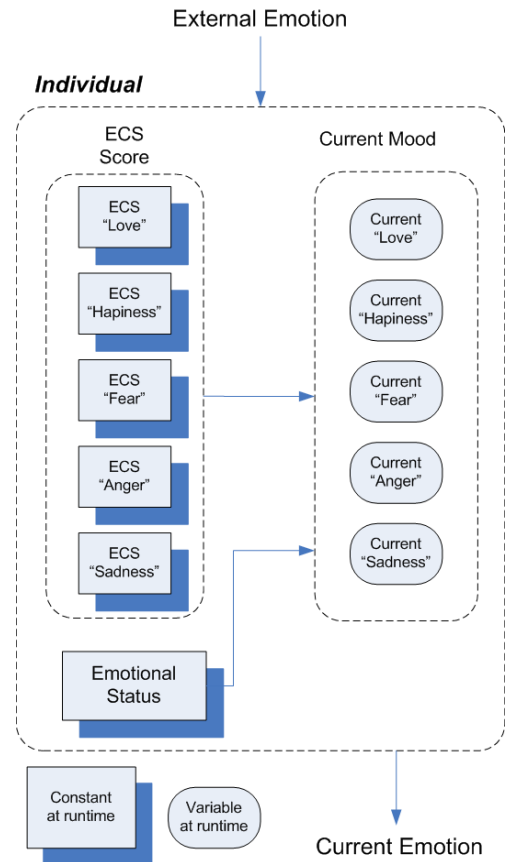 External Emotion
Individual
ECS
Score
Current Mood
ECS
“Love”
ECS
“Hapiness”
ECS
“Fear”
ECS
“Anger”
ECS
“Sadness”
Current
“Love”
Current
“Hapiness”
Current
“Fear”
Current
“Anger”
Current
“Sadness”
Emotional
Status
Constant
at runtime
Variable
at runtime
Current Emotion